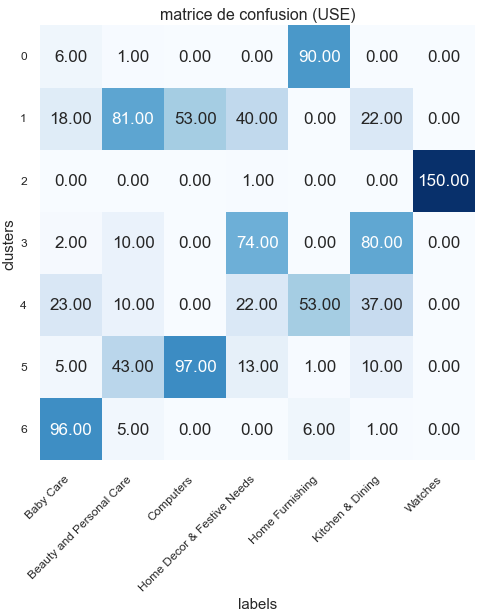 matrice de confusion (USE)
0 6.00 1.00 0.00 0.00 90.00 0.00 0.00
1 18.00 81.00 53.00 40.00 0.00 22.00 0.00
2 0.00 0.00 0.00 1.00 0.00 0.00 150.00
3 2.00 10.00 0.00 74.00 0.00 80.00 0.00
4 23.00 10.00 0.00 22.00 53.00 37.00 0.00
5 5.00 43.00 97.00 13.00 1.00 10.00 0.00
6 96.00 5.00 0.00 0.00 6.00 1.00 0.00
clusters
Baby Care
Beauty and Personal Care
Computers
Home Decor & Festive Needs
Home Furnishing
Kitchen & Dining
Watches
labels